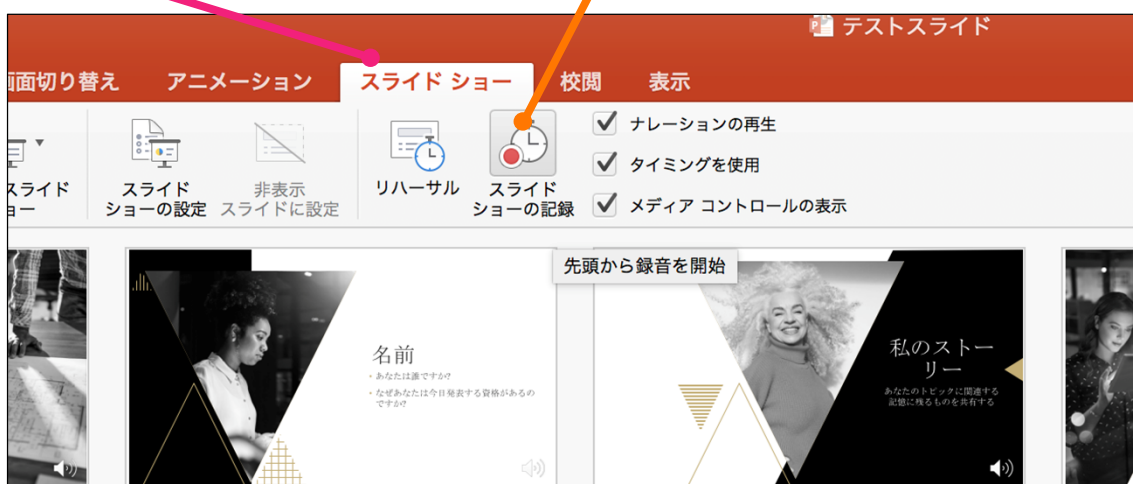 テストスライド
画面切り替え アニメーション スライド ショー 校閲 表示
スライド
ショー
スライド
ショーの設定
非表示
スライドに設定
リハーサル
スライド
ショーの記録
ナレーションの再生
タイミングを使用
メディア コントロールの表示
先頭から録音を開始
名前
・あなたは誰ですか?
・なぜあなたは今日発表する資格があるの
ですか?
私のストー
リー
あなたのトピックに関連する
記憶に残るものを共有する